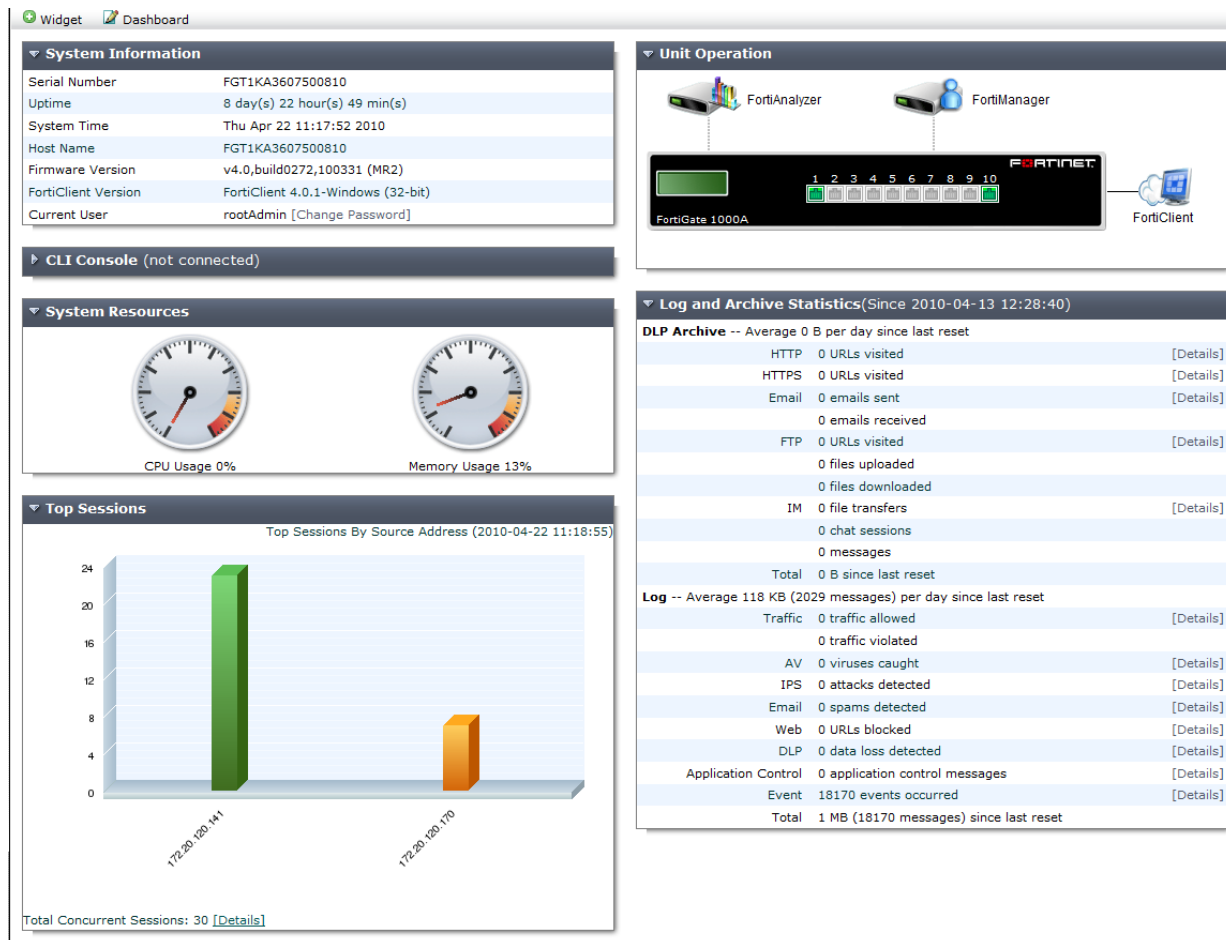 Widget Dashboard
System Information
Serial Number FGT1KA3607500810
Uptime 8 day(s) 22 hour(s) 49 min(s)
System Time Thu Apr 22 11:17:52 2010
Host Name FGT1KA3607500810
Firmware Version v4.0,build0272,100331 (MR2)
FortiClient Version FortiClient 4.0.1-Windows (32-bit)
Current User rootAdmin [Change Password]
CLI Console (not connected)
System Resources
CPU Usage 0% Memory Usage 13%
Top Sessions
Top Sessions By Source Address (2010-04-22 11:18:55)
24
20
16
12
8
4
0
172.20.120.141 172.20.120.170
Total Concurrent Sessions: 30 [Details]
Unit Operation
FortiAnalyzer FortiManager
FORTINET
1 2 3 4 5 6 7 8 9 10
FortiGate 1000A
FortiClient
Log and Archive Statistics(Since 2010-04-13 12:28:40)
DLP Archive -- Average 0 B per day since last reset
HTTP 0 URLs visited [Details]
HTTPS 0 URLs visited [Details]
Email 0 emails sent [Details]
0 emails received
FTP 0 URLs visited [Details]
0 files uploaded
0 files downloaded
IM 0 file transfers [Details]
0 chat sessions
0 messages
Total 0 B since last reset
Log -- Average 118 KB (2029 messages) per day since last reset
Traffic 0 traffic allowed [Details]
0 traffic violated
AV 0 viruses caught [Details]
IPS 0 attacks detected [Details]
Email 0 spams detected [Details]
Web 0 URLs blocked [Details]
DLP 0 data loss detected [Details]
Application Control 0 application control messages [Details]
Event 18170 events occurred [Details]
Total 1 MB (18170 messages) since last reset